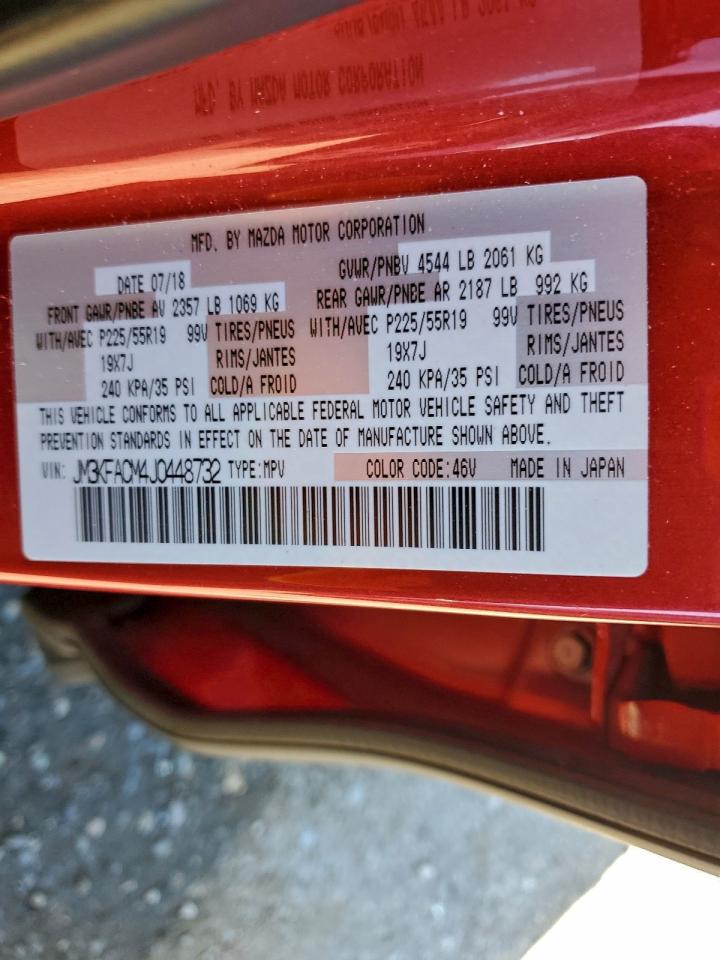 MFD. BY MAZDA MOTOR CORPORATION
DATE 07/18 GVWR/PNBV 4544 LB 2061 KG
FRONT GAWR/PNBE AV 2357 LB 1069 KG REAR GAWR/PNBE AR 2187 LB 992 KG
WITH/AVEC P225/55R19 99V TIRES/PNEUS WITH/AVEC P225/55R19 99V TIRES/PNEUS
19X7J RIMS/JANTES 19X7J RIMS/JANTES
240 KPA/35 PSI COLD/A FROID 240 KPA/35 PSI COLD/A FROID
THIS VEHICLE CONFORMS TO ALL APPLICABLE FEDERAL MOTOR VEHICLE SAFETY AND THEFT
PREVENTION STANDARDS IN EFFECT ON THE DATE OF MANUFACTURE SHOWN ABOVE.
VIN: JM3KFACM4J0448732 TYPE:MPV COLOR CODE:46V MADE IN JAPAN